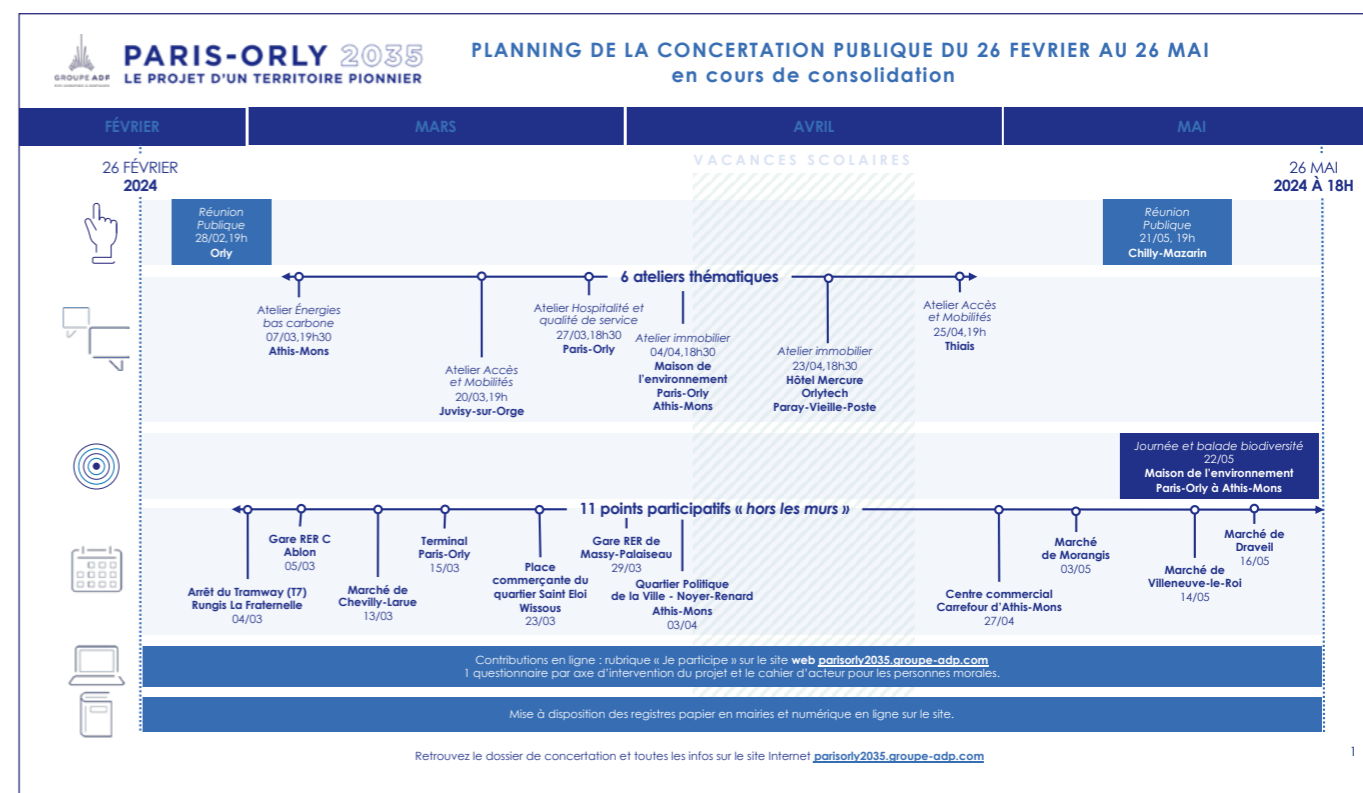 GROUPE ADP
PARIS-ORLY 2035
LE PROJET D'UN TERRITOIRE PIONNIER
PLANNING DE LA CONCERTATION PUBLIQUE DU 26 FEVRIER AU 26 MAI
en cours de consolidation
FÉVRIER
MARS
AVRIL
MAI
VACANCES SCOLAIRES
26 FÉVRIER
2024
26 MAI
2024 À 18H
Réunion
Publique
28/02,19h
Orly
Réunion
Publique
21/05, 19h
Chilly-Mazarin
6 ateliers thématiques
Atelier Énergies
bas carbone
07/03,19h30
Athis-Mons
Atelier Accès
et Mobilités
20/03,19h
Juvisy-sur-Orge
Atelier Hospitalité et
qualité de service
27/03,18h30
Paris-Orly
Atelier immobilier
04/04,18h30
Maison de
l'environnement
Paris-Orly
Athis-Mons
Atelier immobilier
23/04,18h30
Hôtel Mercure
Orlytech
Paray-Vieille-Poste
Atelier Accès
et Mobilités
25/04,19h
Thiais
Journée et balade biodiversité
22/05
Maison de l'environnement
Paris-Orly à Athis-Mons
11 points participatifs « hors les murs »
Arrêt du Tramway (T7)
Rungis La Fraternelle
04/03
Gare RER C
Ablon
05/03
Marché de
Chevilly-Larue
13/03
Terminal
Paris-Orly
15/03
Place
commerçante du
quartier Saint Eloi
Wissous
23/03
Gare RER de
Massy-Palaiseau
29/03
Quartier Politique
de la Ville - Noyer-Renard
Athis-Mons
03/04
Centre commercial
Carrefour d'Athis-Mons
27/04
Marché
de Morangis
03/05
Marché de
Villeneuve-le-Roi
14/05
Marché de
Draveil
16/05
Contributions en ligne : rubrique « Je participe » sur le site web parisorly2035.groupe-adp.com
1 questionnaire par axe d'intervention du projet et le cahier d'acteur pour les personnes morales.
Mise à disposition des registres papier en mairies et numérique en ligne sur le site.
Retrouvez le dossier de concertation et toutes les infos sur le site Internet parisorly2035.groupe-adp.com
1